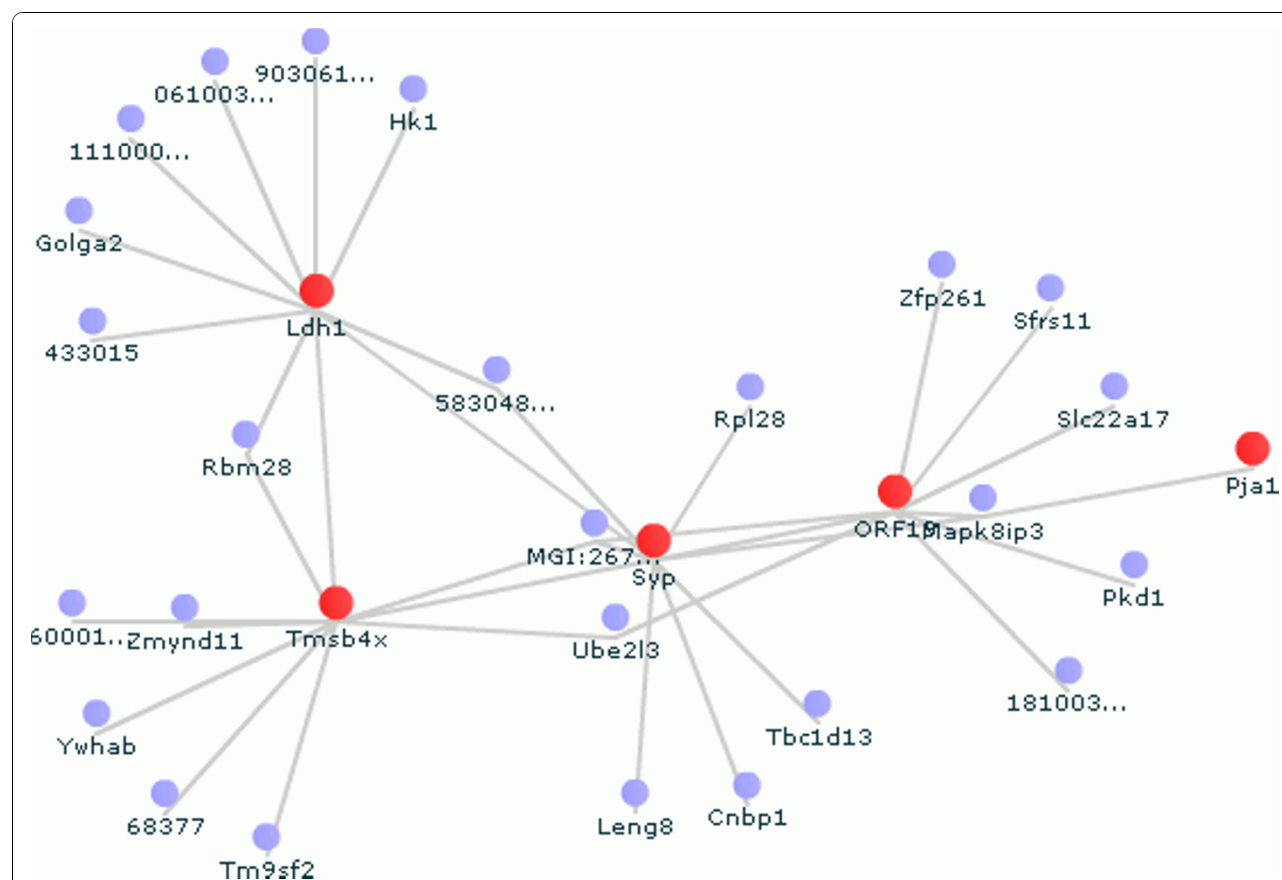 903061...
061003...
Hk1
111000...
Golga2
Zfp261
Sfrs11
Ldh1
433015
583048...
Rpl28
Slc22a17
Rbm28
Pja1
ORF19
Mapk8ip3
MGI:267...
Syp
Pkd1
60001...
Zmynd11
Tmsb4x
Ube2l3
181003...
Tbc1d13
Ywhab
Cnbp1
68377
Leng8
Tm9sf2